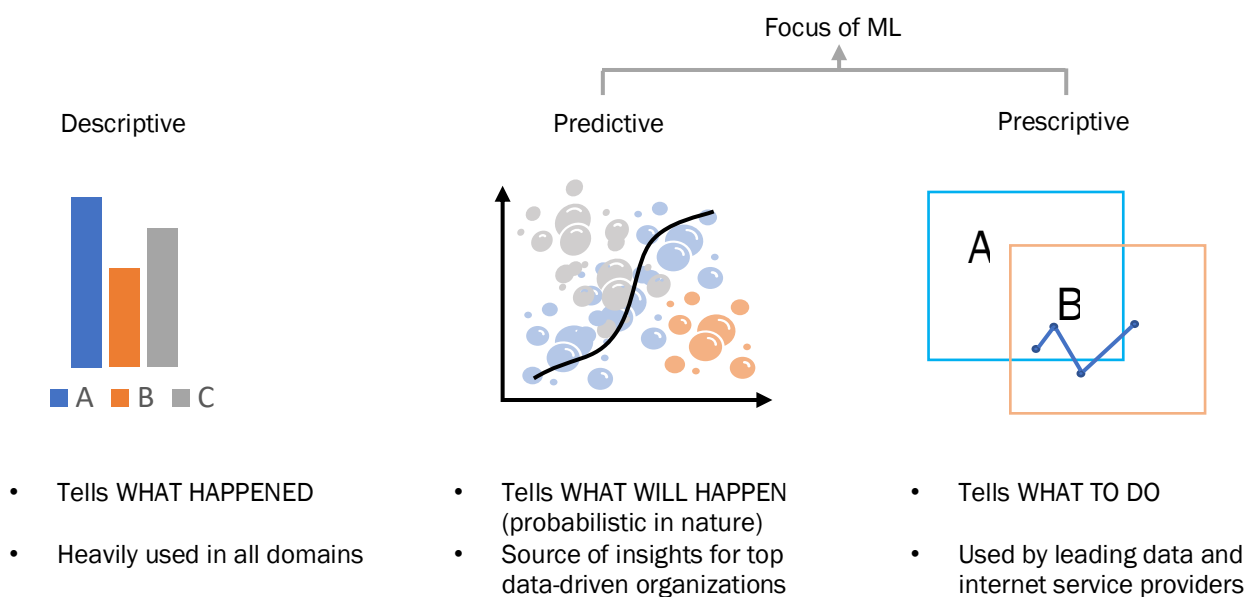 Focus of ML
Descriptive
Predictive
Prescriptive
A
B
A B C
• Tells WHAT HAPPENED
• Heavily used in all domains
• Tells WHAT WILL HAPPEN
(probabilistic in nature)
• Source of insights for top
data-driven organizations
• Tells WHAT TO DO
• Used by leading data and
internet service providers